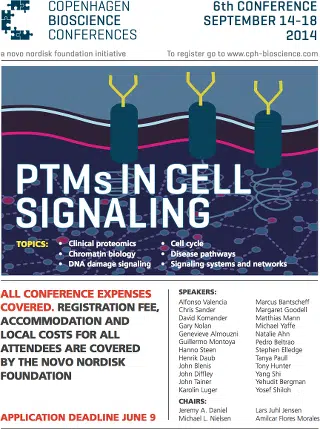 COPENHAGEN
BIOSCIENCE
CONFERENCES
a novo nordisk foundation initiative
6th CONFERENCE
SEPTEMBER 14-18
2014
To register go to www.cph-bioscience.com
PTMs IN CELL
SIGNALING
TOPICS:
• Clinical proteomics
• Chromatin biology
• DNA damage signaling
• Cell cycle
• Disease pathways
• Signaling systems and networks
ALL CONFERENCE EXPENSES
COVERED. REGISTRATION FEE,
ACCOMMODATION AND
LOCAL COSTS FOR ALL
ATTENDEES ARE COVERED
BY THE NOVO NORDISK
FOUNDATION
APPLICATION DEADLINE JUNE 9
SPEAKERS:
Alfonso Valencia
Chris Sander
David Komander
Gary Nolan
Genevieve Almouzni
Guillermo Montoya
Hanno Steen
Henrik Daub
John Blenis
John Diffley
John Tainer
Karolin Luger
Marcus Bantscheff
Margaret Goodell
Matthias Mann
Michael Yaffe
Natalie Ahn
Pedro Beltrao
Stephen Elledge
Tanya Paull
Tony Hunter
Yang Shi
Yehudit Bergman
Yosef Shiloh
CHAIRS:
Jeremy A. Daniel
Michael L. Nielsen
Lars Juhl Jensen
Amilcar Flores Morales